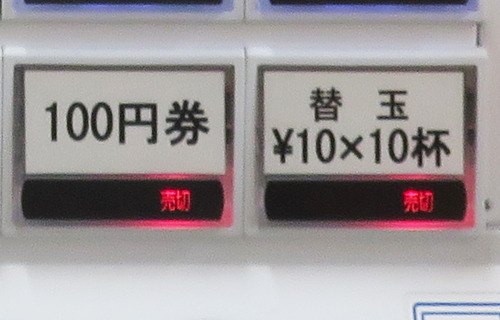 100円券
替 玉
¥10×10杯
売切
売切